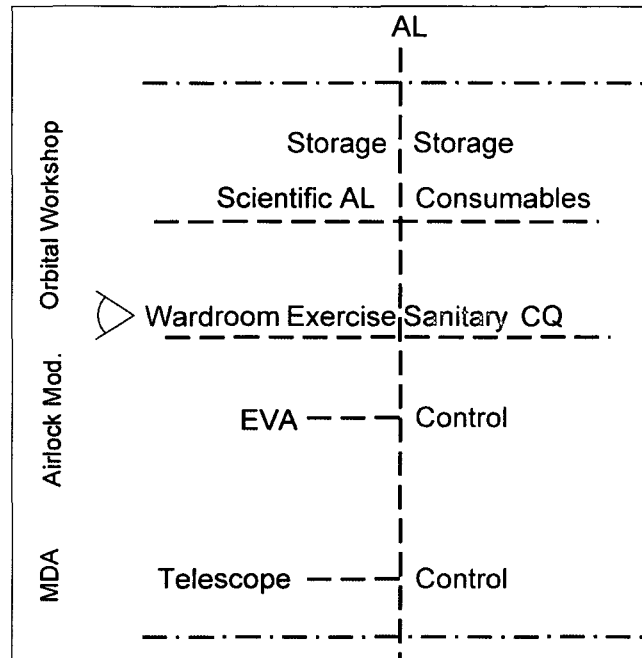 AL
Storage Storage
Scientific AL Consumables
Wardroom Exercise Sanitary CQ
EVA Control
Telescope Control
Orbital Workshop
Airlock Mod.
MDA